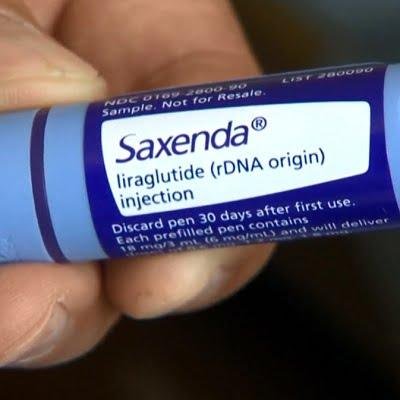 NDC 0169-2800-90 LIST 280090
Sample. Not for Resale.
Saxenda®
liraglutide (rDNA origin)
injection
Discard pen 30 days after first use.
Each prefilled pen contains
18 mg/3 mL (6 mg/mL) and will deliver